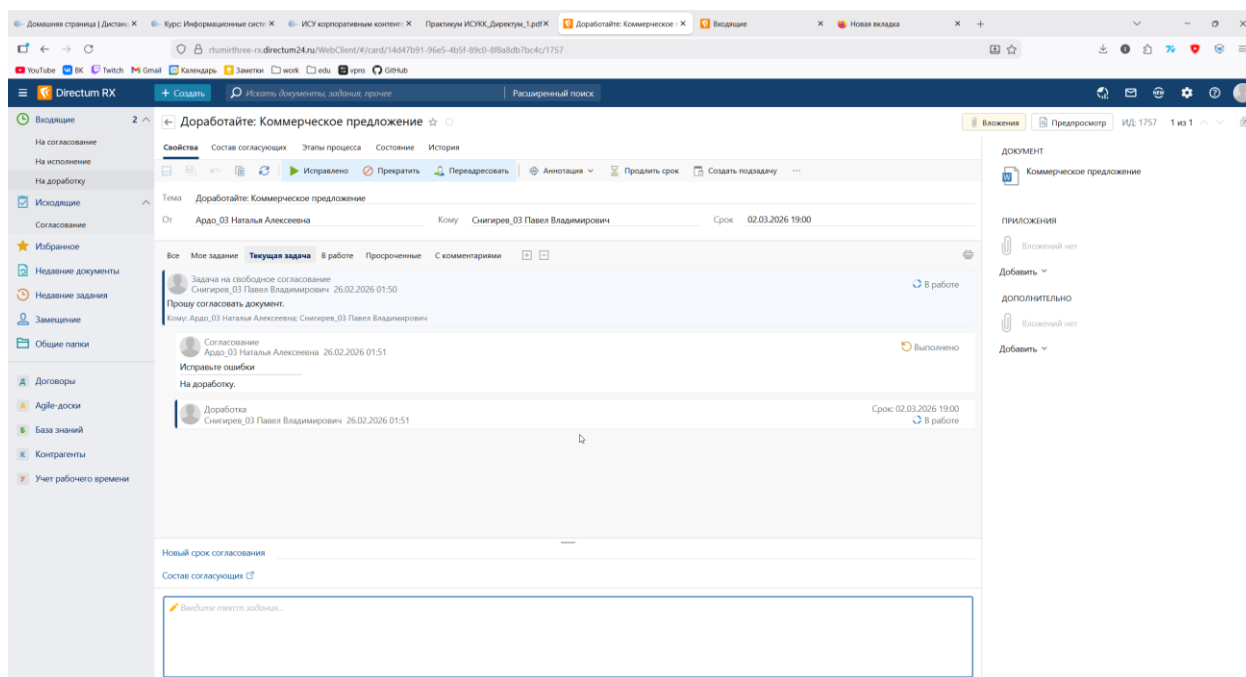 Домашняя страница | Дистанц
Курс: Информационные систе
ИСУ корпоративным контент
Практикум ИСУКК_Директум_1.pdf
Доработайте: Коммерческое
Входящие
Новая вкладка
rtumirthree-rx.directum24.ru/WebClient/#/card/14d47b91-96e5-4b5f-89c0-8f8a8db7bc4c/1757
YouTube ВК Twitch Gmail Календарь Заметки work edu vpns GitHub
Directum RX
+ Создать
Искать документы, задания, прочее
Расширенный поиск
Входящие 2
На согласование
На исполнение
На доработку
Исходящие
Согласование
Избранное
Недавние документы
Недавние задания
Замещение
Общие папки
Д Договоры
A Agile-доски
Б База знаний
К Контрагенты
У Учет рабочего времени
Доработайте: Коммерческое предложение
Вложения Предпросмотр ИД: 1757 1 из 1
Свойства Состав согласующих Этапы процесса Состояние История
Исправлено Прекратить Переадресовать Аннотация Продлить срок Создать подзадачу ...
Тема Доработайте: Коммерческое предложение
От Ардо_03 Наталья Алексеевна Кому Снигирев_03 Павел Владимирович Срок 02.03.2026 19:00
Все Мое задание Текущая задача В работе Просроченные С комментариями
Задача на свободное согласование
Снигирев_03 Павел Владимирович 26.02.2026 01:50
В работе
Прошу согласовать документ.
Кому: Ардо_03 Наталья Алексеевна; Снигирев_03 Павел Владимирович
Согласование
Ардо_03 Наталья Алексеевна 26.02.2026 01:51
Выполнено
Исправьте ошибки
На доработку.
Доработка
Снигирев_03 Павел Владимирович 26.02.2026 01:51
Срок: 02.03.2026 19:00
В работе
Новый срок согласования
Состав согласующих
Введите текст задания...
ДОКУМЕНТ
Коммерческое предложение
ПРИЛОЖЕНИЯ
Вложений нет
Добавить
ДОПОЛНИТЕЛЬНО
Вложений нет
Добавить